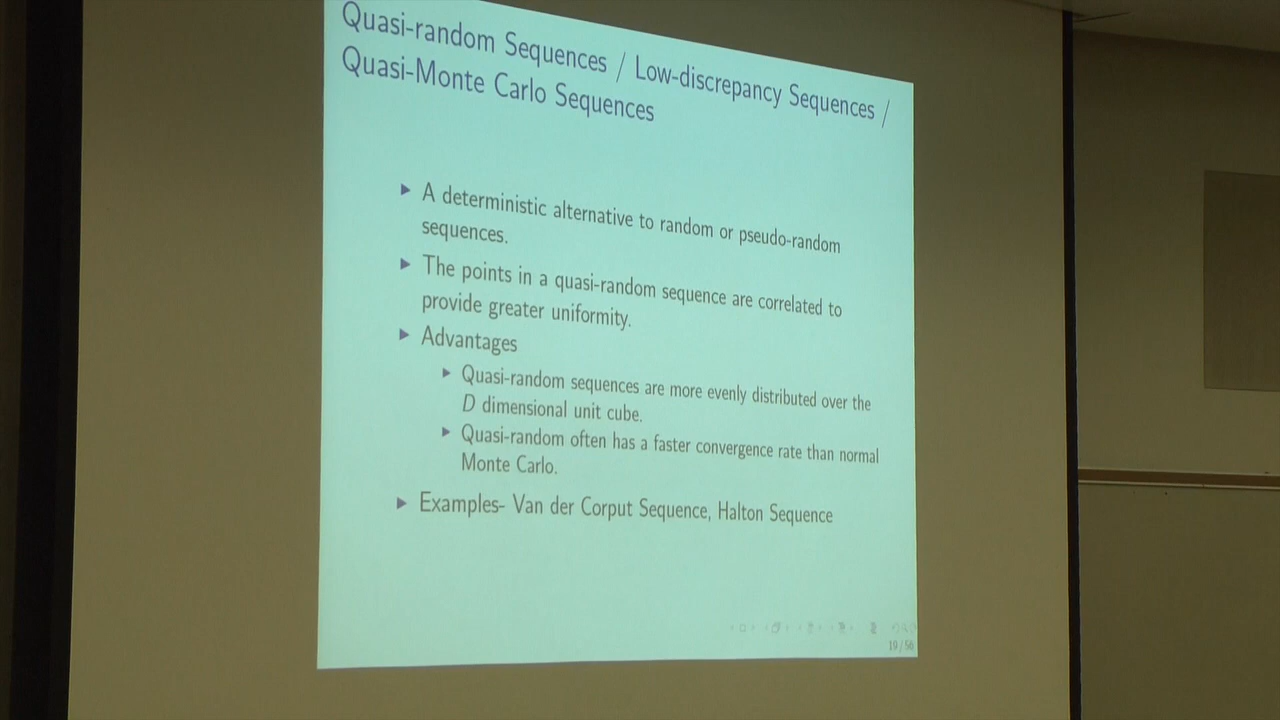 Quasi-random Sequences / Low-discrepancy Sequences /
Quasi-Monte Carlo Sequences
A deterministic alternative to random or pseudo-random
sequences.
The points in a quasi-random sequence are correlated to
provide greater uniformity.
Advantages
Quasi-random sequences are more evenly distributed over the
D dimensional unit cube.
Quasi-random often has a faster convergence rate than normal
Monte Carlo.
Examples- Van der Corput Sequence, Halton Sequence
19 / 56